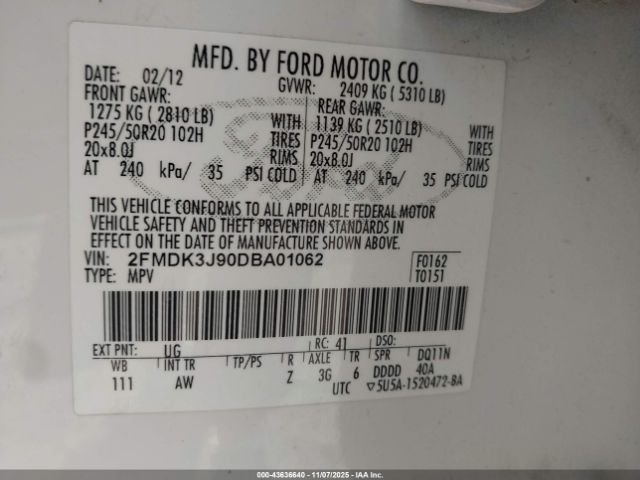 MFD. BY FORD MOTOR CO.
DATE: 02/12 GVWR: 2409 KG ( 5310 LB)
FRONT GAWR: REAR GAWR:
1275 KG ( 2810 LB) WITH 1139 KG ( 2510 LB) WITH
P245/50R20 102H TIRES P245/50R20 102H TIRES
20x8.0J RIMS 20x8.0J RIMS
AT 240 kPa/ 35 PSI COLD AT 240 kPa/ 35 PSI COLD
THIS VEHICLE CONFORMS TO ALL APPLICABLE FEDERAL MOTOR
VEHICLE SAFETY AND THEFT PREVENTION STANDARDS IN
EFFECT ON THE DATE OF MANUFACTURE SHOWN ABOVE.
VIN: 2FMDK3J90DBA01062 F0162
TYPE: MPV T0151
EXT PNT: UG RC: 41 DSO:
WB INT TR TP/PS R AXLE TR SPR DQ11N
111 AW Z 3G 6 DDDD 40A
UTC ▽5U5A-1520472-BA
000-43636640 - 11/07/2025 - IAAI, Inc.